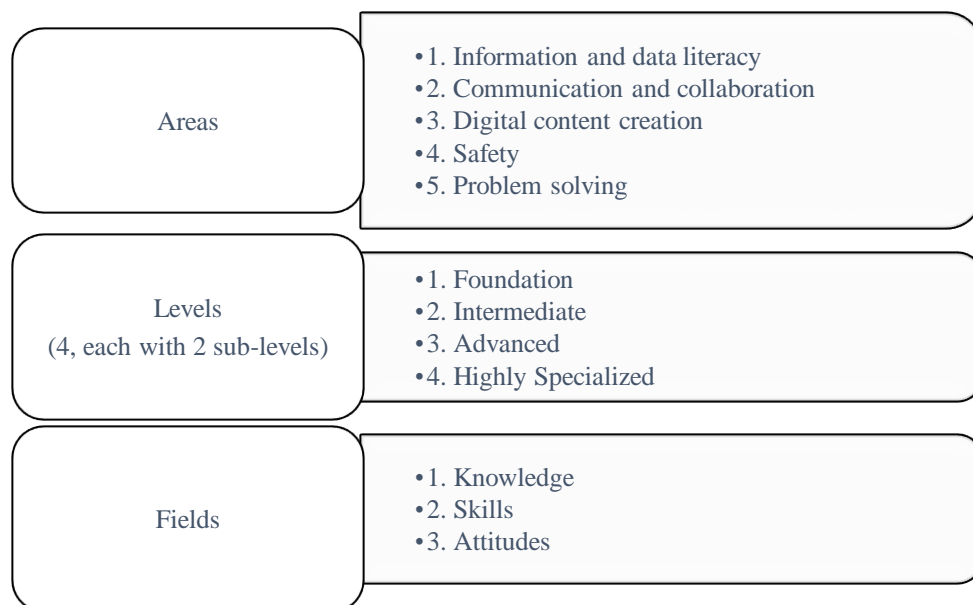 Areas
•1. Information and data literacy
•2. Communication and collaboration
•3. Digital content creation
•4. Safety
•5. Problem solving
Levels
(4, each with 2 sub-levels)
•1. Foundation
•2. Intermediate
•3. Advanced
•4. Highly Specialized
Fields
•1. Knowledge
•2. Skills
•3. Attitudes